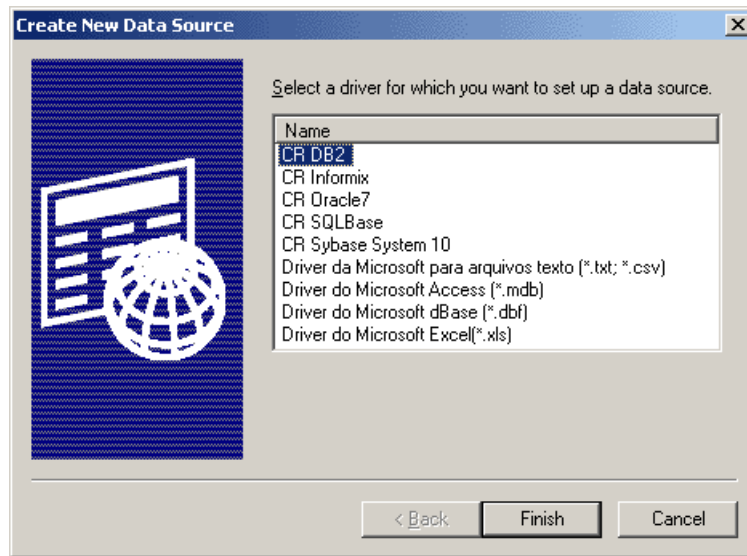 Create New Data Source
Select a driver for which you want to set up a data source.
Name
CR DB2
CR Informix
CR Oracle7
CR SQLBase
CR Sybase System 10
Driver da Microsoft para arquivos texto (*.txt; *.csv)
Driver do Microsoft Access (*.mdb)
Driver do Microsoft dBase (*.dbf)
Driver do Microsoft Excel(*.xls)
< Back
Finish
Cancel